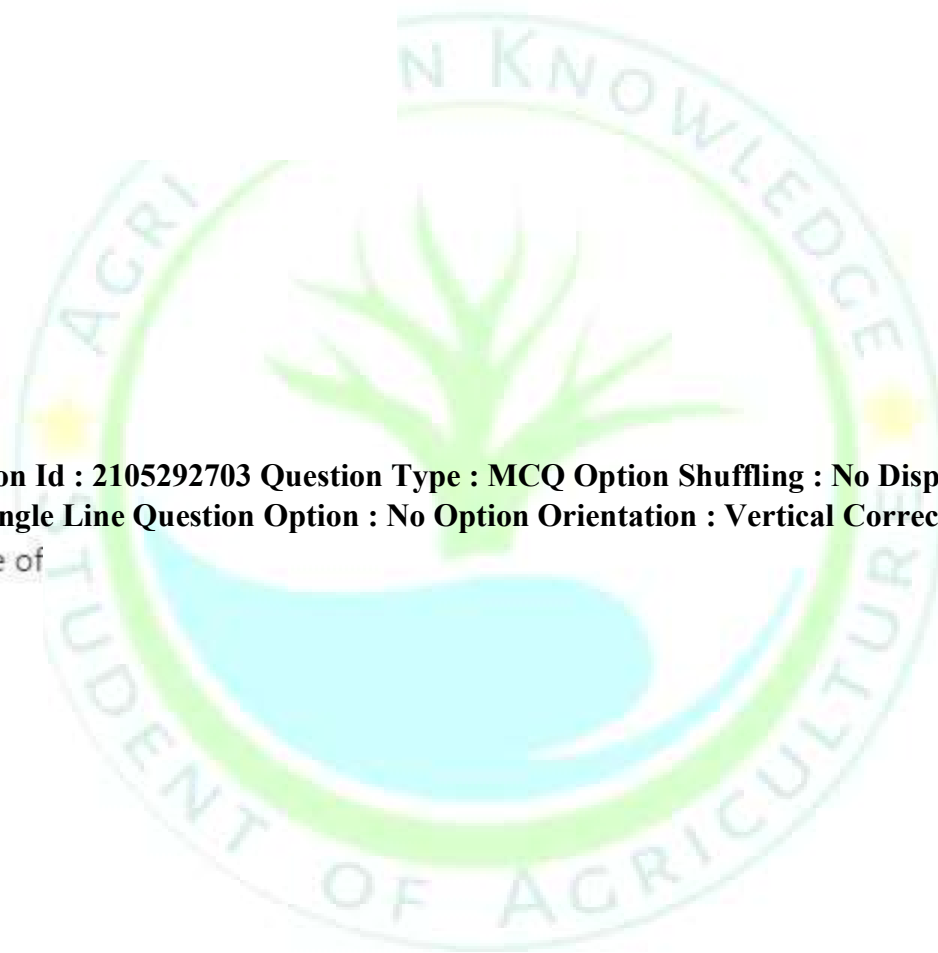 N KNOWLEDGE
AGRI
on Id : 2105292703 Question Type : MCQ Option Shuffling : No Disp
ngle Line Question Option : No Option Orientation : Vertical Correc
e of
STUDENT OF AGRICULTURE